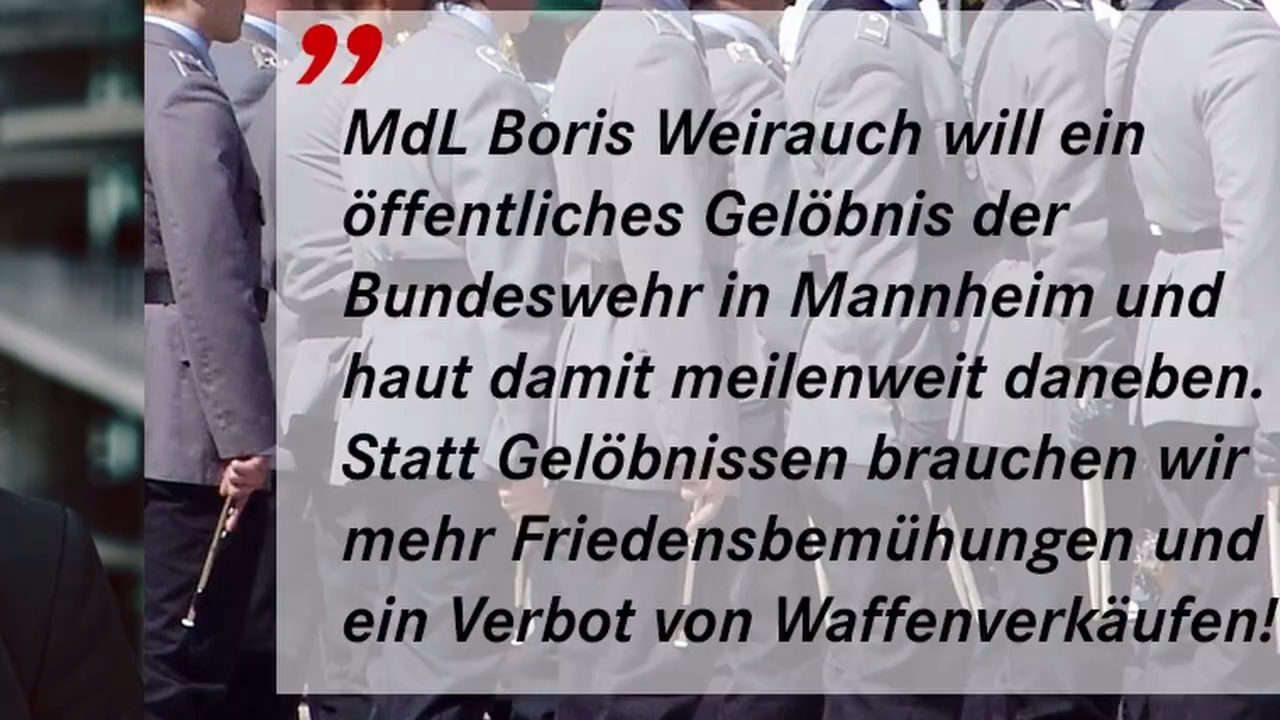 ”
MdL Boris Weirauch will ein
öffentliches Gelöbnis der
Bundeswehr in Mannheim und
haut damit meilenweit daneben.
Statt Gelöbnissen brauchen wir
mehr Friedensbemühungen und
ein Verbot von Waffenverkäufen!